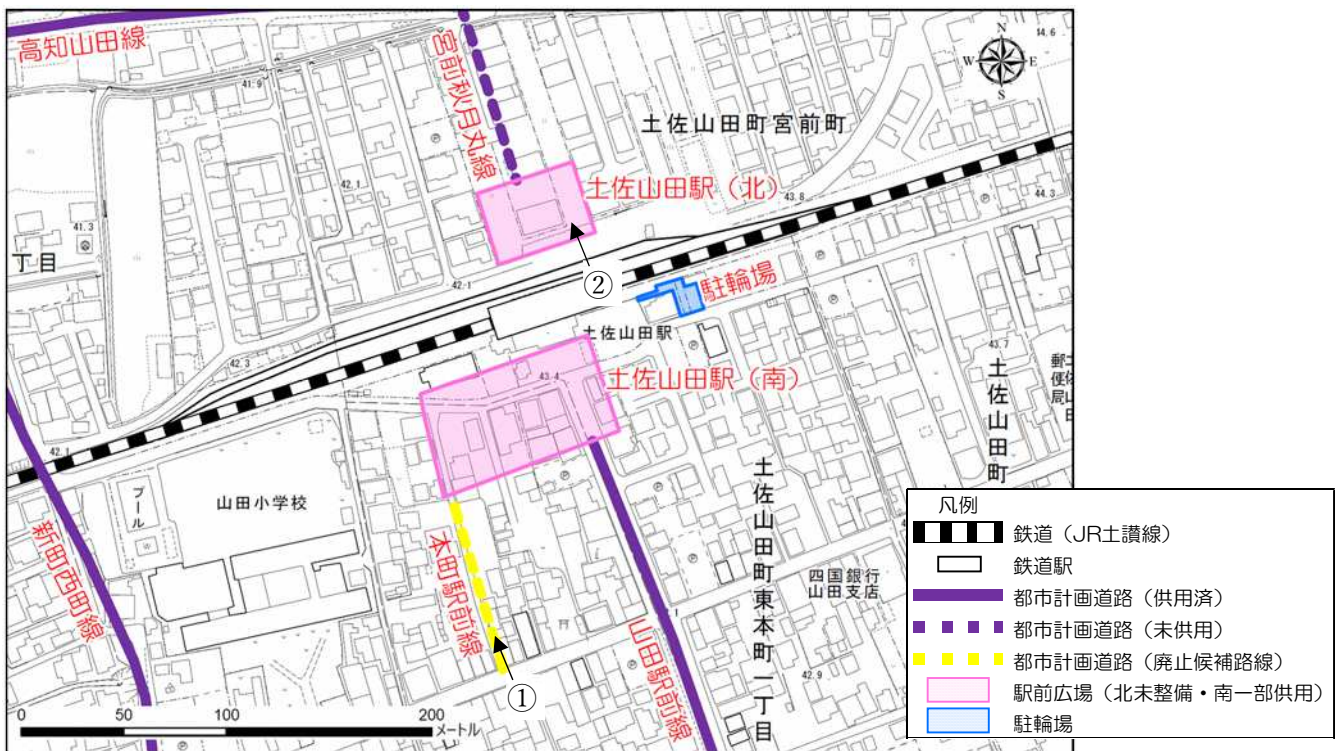 高知山田線
宮前秋月丸線
N
W
E
S
14.6
41.9
土佐山田町宮前町
42.1
土佐山田駅（北）
43.8
44.3
41.3
丁目
②
42.1
駐輪場
土佐山田駅
42.3
43.4
土佐山田駅（南）
43.7
郵便局
土佐山田町
42.1
プール
山田小学校
新町西町線
本町駅前線
山田駅前線
土佐山田町東本町一丁目
四国銀行
山田支店
42.9
①
0
50
100
200
メートル
凡例
鉄道（JR土讃線）
鉄道駅
都市計画道路（供用済）
都市計画道路（未供用）
都市計画道路（廃止候補路線）
駅前広場（北未整備・南一部供用）
駐輪場